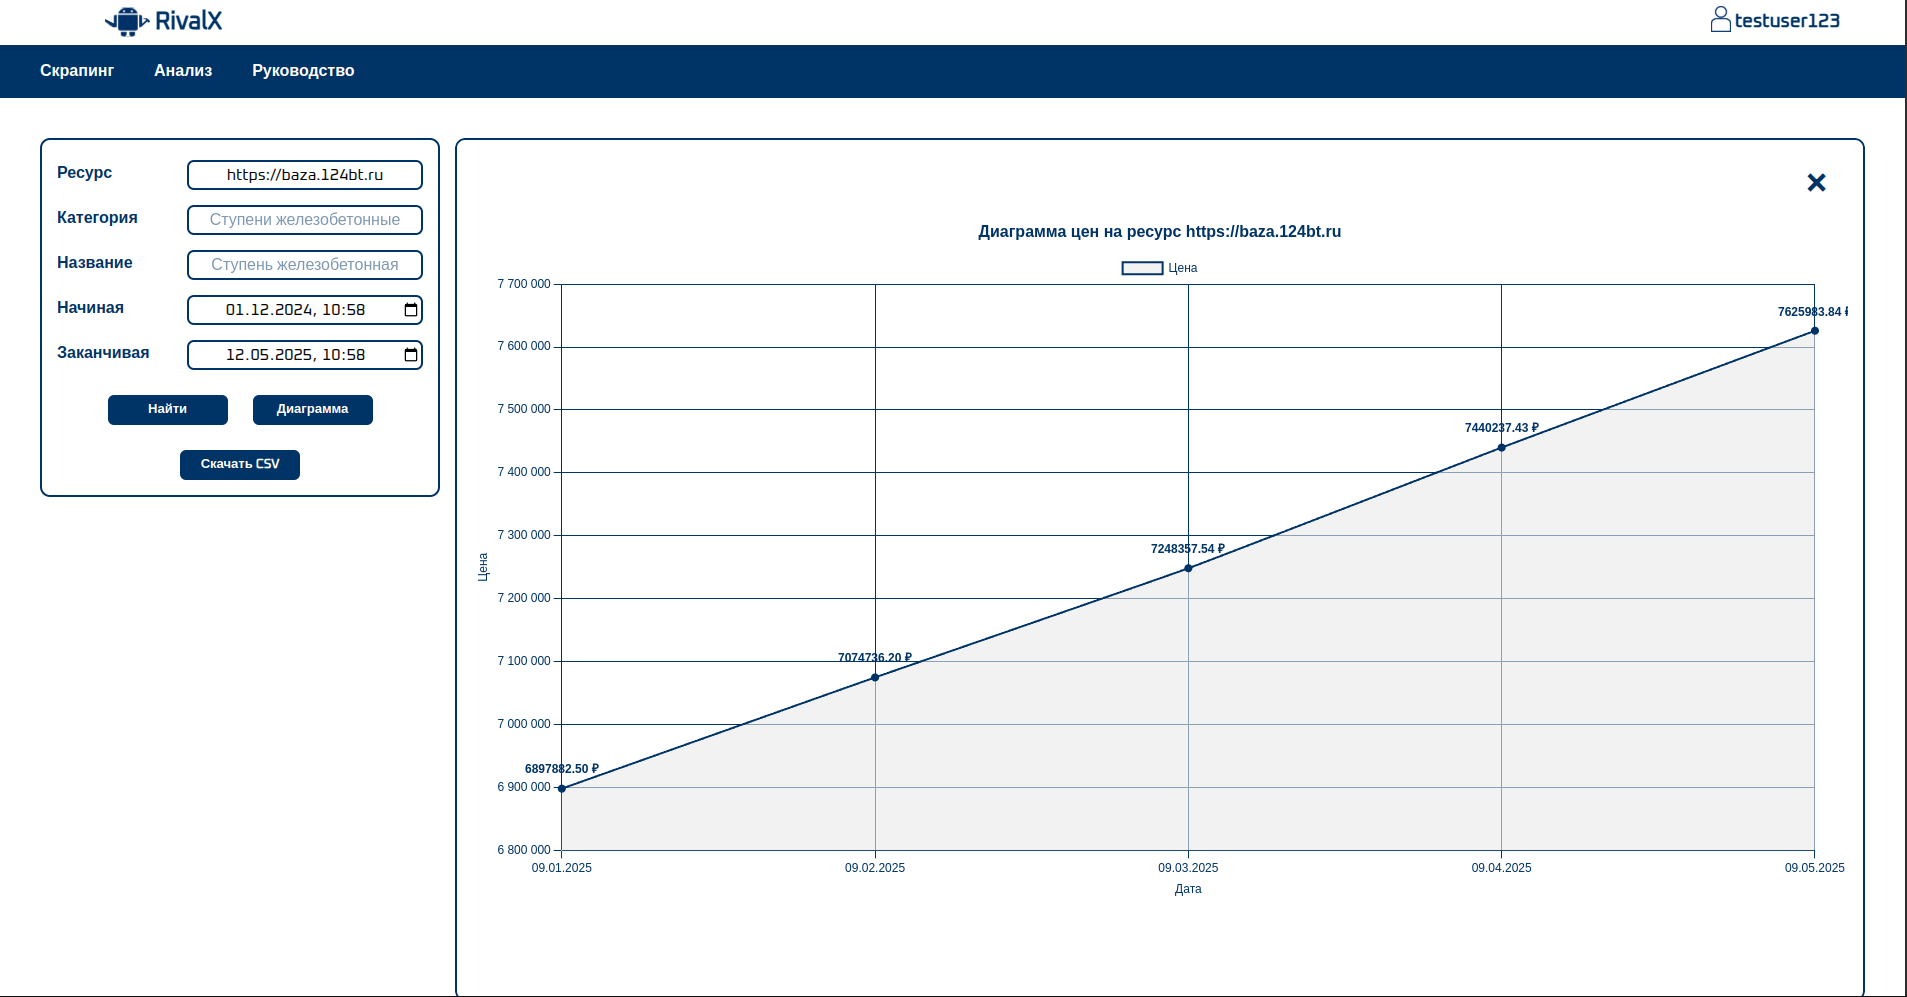 RivalX
testuser123
Скрапинг Анализ Руководство
Ресурс https://baza.124bt.ru
Категория Ступени железобетонные
Название Ступень железобетонная
Начиная 01.12.2024, 10:58
Заканчивая 12.05.2025, 10:58
Найти Диаграмма
Скачать CSV
Диаграмма цен на ресурс https://baza.124bt.ru
Цена
7 700 000
7625983.84 ₽
7 600 000
7 500 000
7440237.43 ₽
7 400 000
7 300 000
7248357.54 ₽
Цена
7 200 000
7 100 000
7074736.20 ₽
7 000 000
6897882.50 ₽
6 900 000
6 800 000
09.01.2025 09.02.2025 09.03.2025 09.04.2025 09.05.2025
Дата